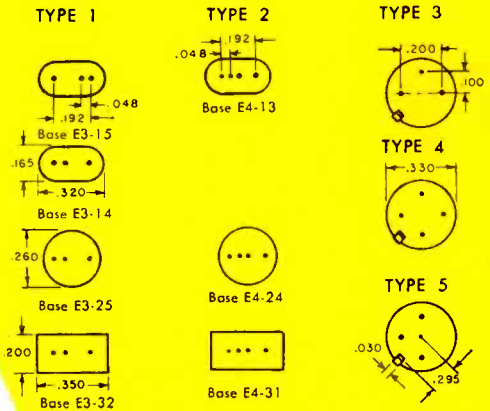 TYPE 1
.048
.192
Base E3-15
.165
.320
Base E3-14
.260
Base E3-25
.200
.350
Base E3-32
TYPE 2
.192
.048
Base E4-13
Base E4-24
Base E4-31
TYPE 3
.200
.100
TYPE 4
.330
TYPE 5
.030
.295